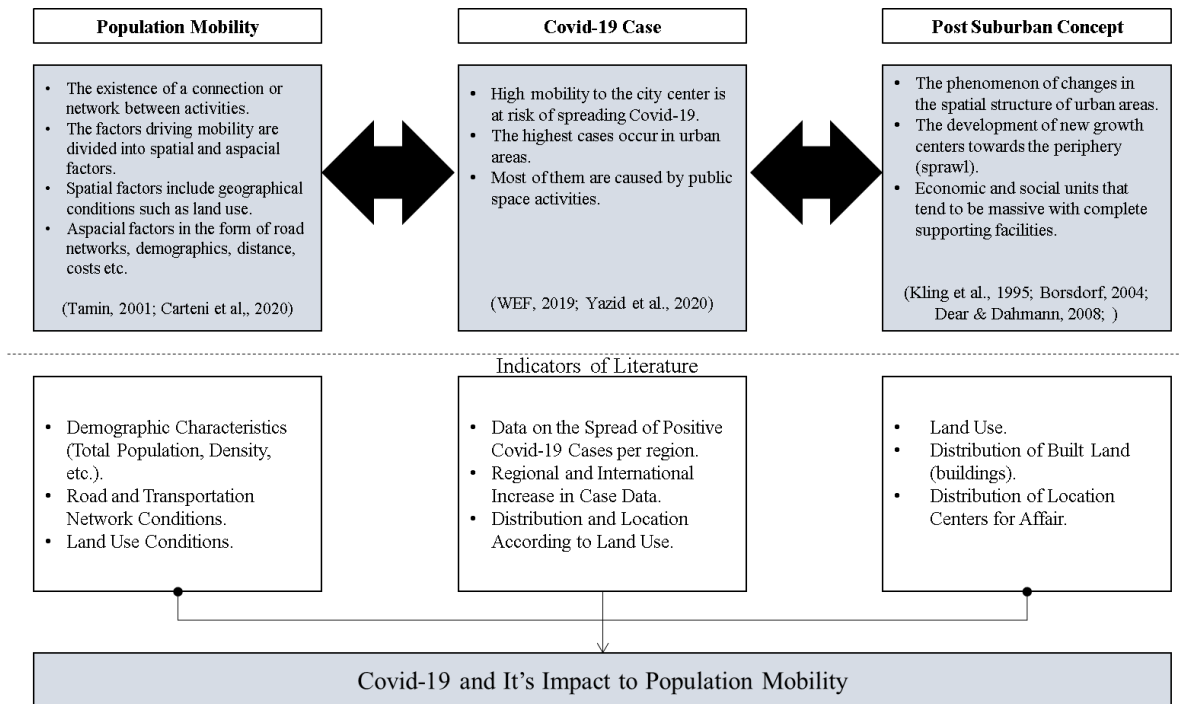 Population Mobility
• The existence of a connection or
network between activities.
• The factors driving mobility are
divided into spatial and aspacial
factors.
• Spatial factors include geographical
conditions such as land use.
• Aspacial factors in the form of road
networks, demographics, distance,
costs etc.
(Tamin, 2001; Carteni et al,, 2020)
Covid-19 Case
• High mobility to the city center is
at risk of spreading Covid-19.
• The highest cases occur in urban
areas.
• Most of them are caused by public
space activities.
(WEF, 2019; Yazid et al., 2020)
Post Suburban Concept
• The phenomenon of changes in
the spatial structure of urban areas.
• The development of new growth
centers towards the periphery
(sprawl).
• Economic and social units that
tend to be massive with complete
supporting facilities.
(Kling et al., 1995; Borsdorf, 2004;
Dear & Dahmann, 2008; )
Indicators of Literature
• Demographic Characteristics
(Total Population, Density,
etc.).
• Road and Transportation
Network Conditions.
• Land Use Conditions.
• Data on the Spread of Positive
Covid-19 Cases per region.
• Regional and International
Increase in Case Data.
• Distribution and Location
According to Land Use.
• Land Use.
• Distribution of Built Land
(buildings).
• Distribution of Location
Centers for Affair.
Covid-19 and It's Impact to Population Mobility